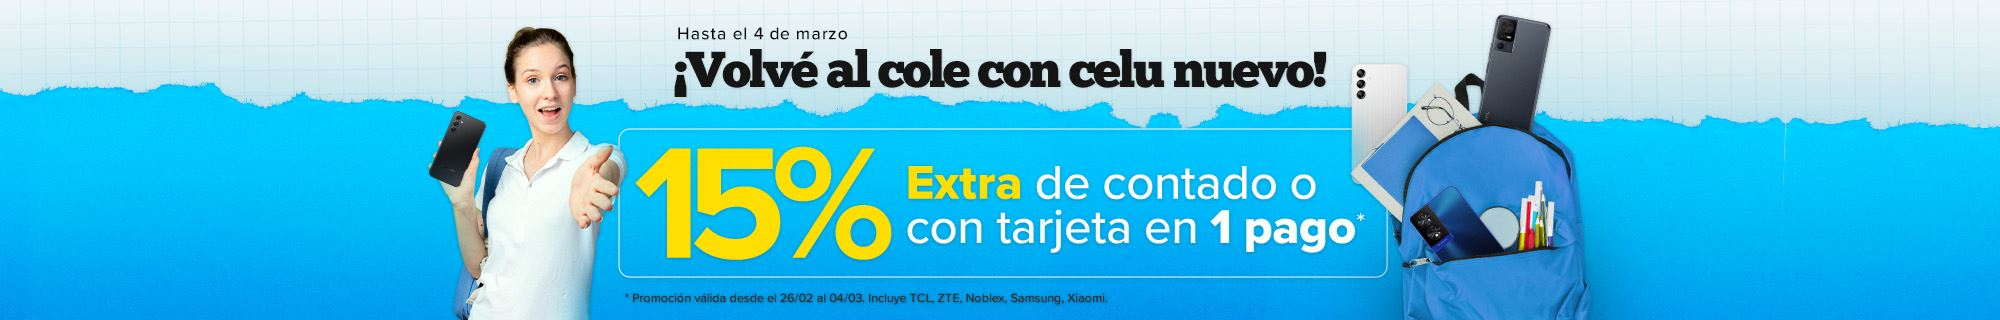 Hasta el 4 de marzo
¡Volvé al cole con celu nuevo!
15% Extra de contado o
con tarjeta en 1 pago*
* Promoción válida desde el 26/02 al 04/03. Incluye TCL, ZTE, Noblex, Samsung, Xiaomi.